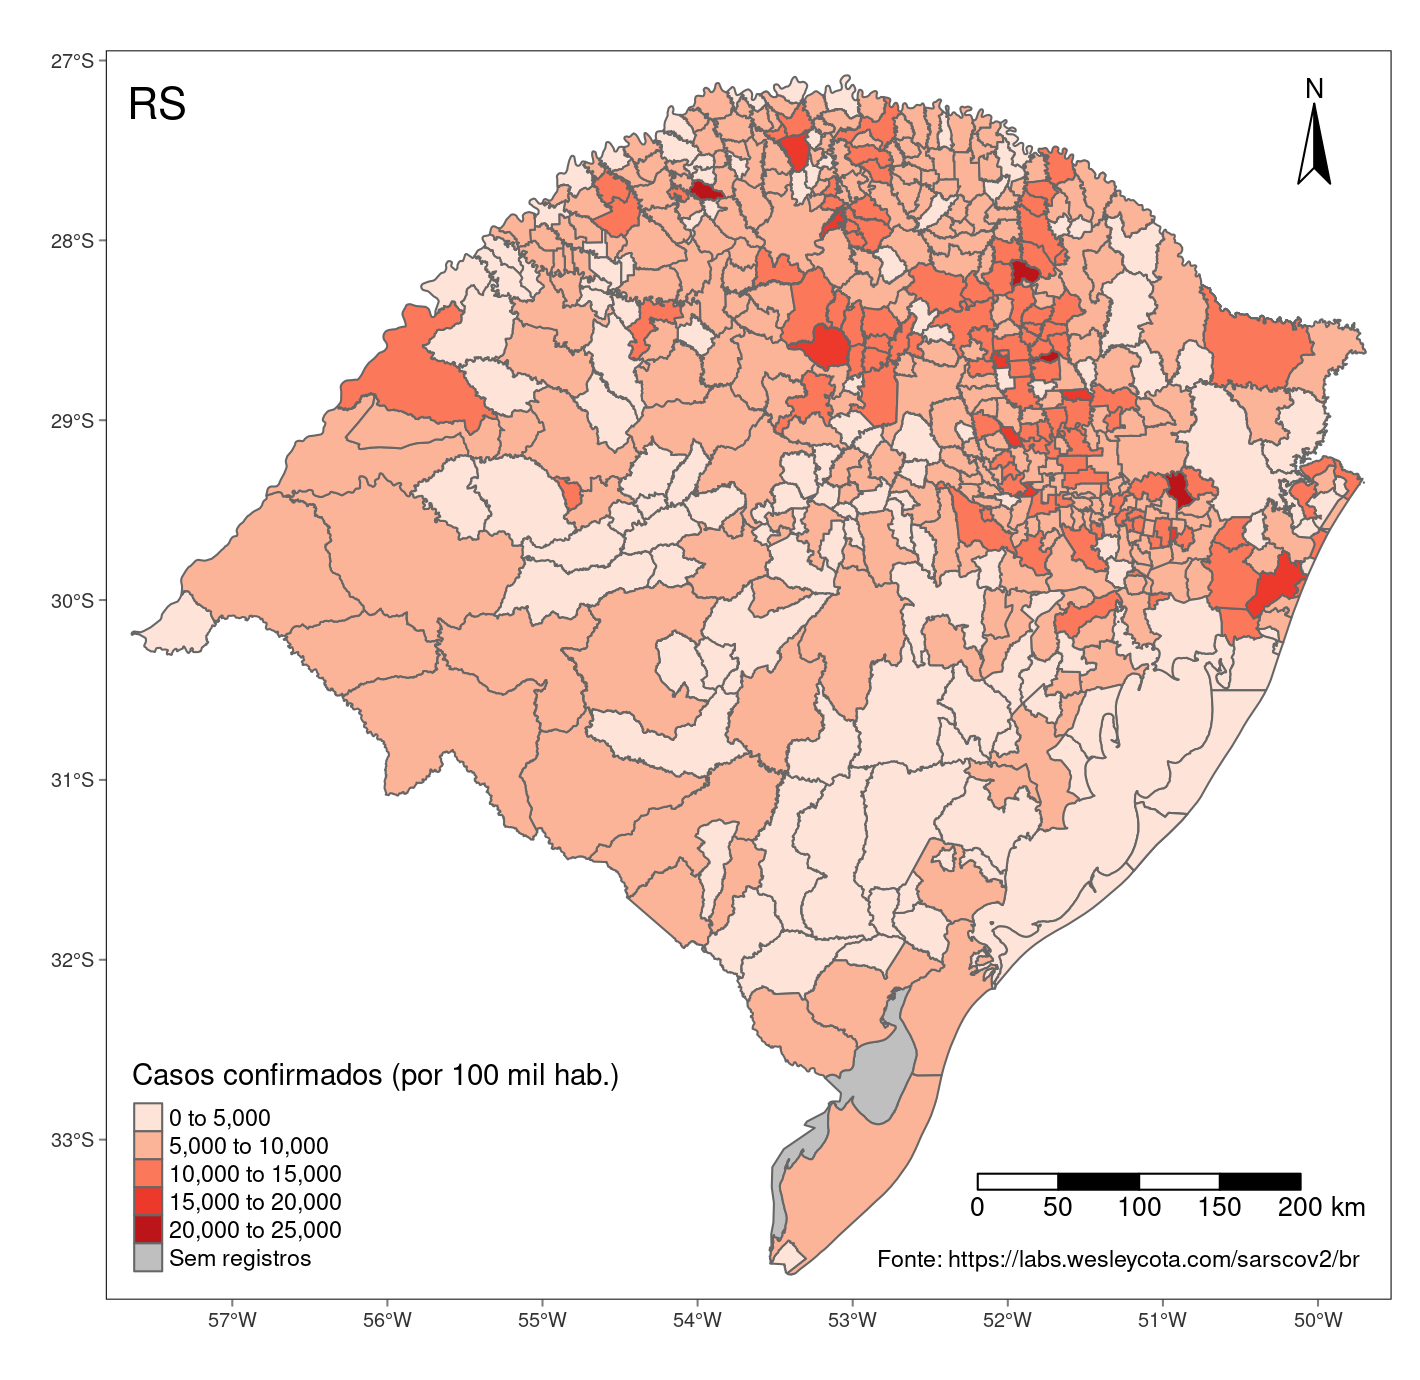 RS
N
27°S
28°S
29°S
30°S
31°S
32°S
33°S
Casos confirmados (por 100 mil hab.)
0 to 5,000
5,000 to 10,000
10,000 to 15,000
15,000 to 20,000
20,000 to 25,000
Sem registros
0 50 100 150 200 km
Fonte: https://labs.wesleycota.com/sarscov2/br
57°W 56°W 55°W 54°W 53°W 52°W 51°W 50°W